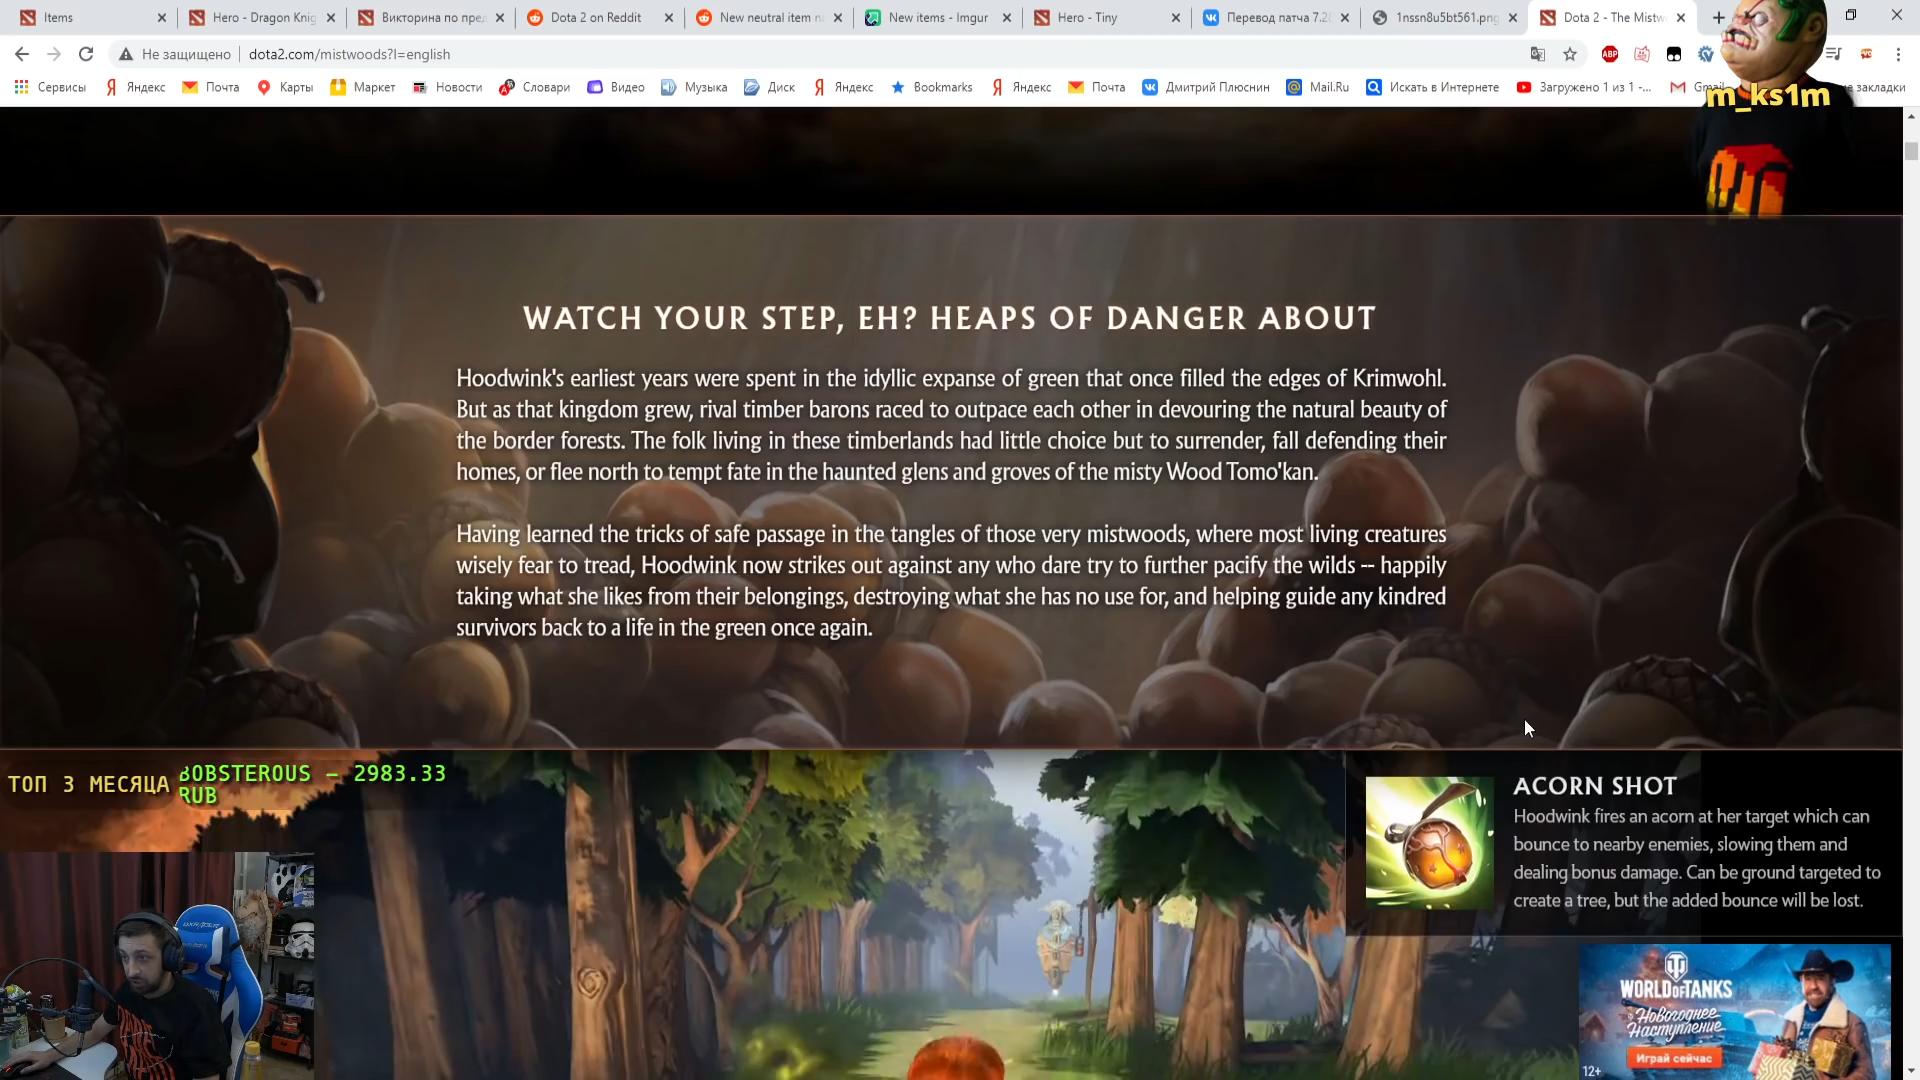 Items
Hero - Dragon Knig
Викторина по пред
Dota 2 on Reddit
New neutral item n
New items - Imgur
Hero - Tiny
Перевод патча 7.28
1nssn8u5bt561.png
Dota 2 - The Mistw
Не защищено
dota2.com/mistwoods?l=english
ABP
Сервисы
Яндекс
Почта
Карты
Маркет
Новости
Словари
Видео
Музыка
Диск
Яндекс
Bookmarks
Яндекс
Почта
Дмитрий Плюснин
Mail.Ru
Искать в Интернете
Загружено 1 из 1 -...
Gmail
закладки
m_ks1m
WATCH YOUR STEP, EH? HEAPS OF DANGER ABOUT
Hoodwink's earliest years were spent in the idyllic expanse of green that once filled the edges of Krimwohl.
But as that kingdom grew, rival timber barons raced to outpace each other in devouring the natural beauty of
the border forests. The folk living in these timberlands had little choice but to surrender, fall defending their
homes, or flee north to tempt fate in the haunted glens and groves of the misty Wood Tomo'kan.
Having learned the tricks of safe passage in the tangles of those very mistwoods, where most living creatures
wisely fear to tread, Hoodwink now strikes out against any who dare try to further pacify the wilds -- happily
taking what she likes from their belongings, destroying what she has no use for, and helping guide any kindred
survivors back to a life in the green once again.
ТОП 3 МЕСЯЦА
BOBSTEROUS – 2983.33
RUB
ACORN SHOT
Hoodwink fires an acorn at her target which can
bounce to nearby enemies, slowing them and
dealing bonus damage. Can be ground targeted to
create a tree, but the added bounce will be lost.
WORLD OF TANKS
Новогоднее
Наступление
Играй сейчас
12+